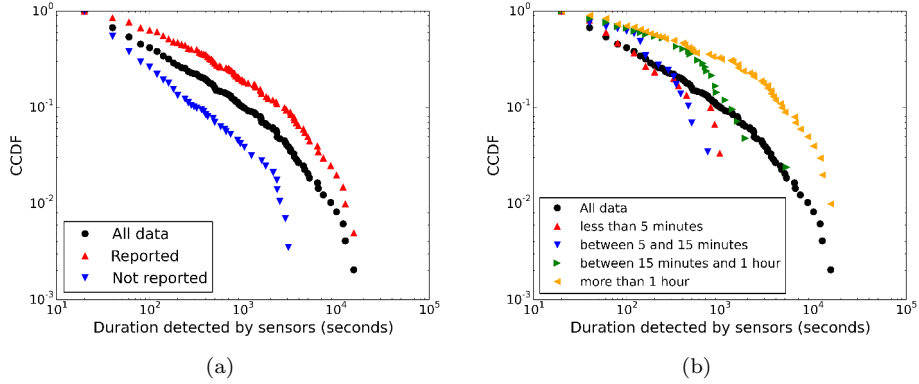 CCDF
10^0
10^-1
10^-2
10^-3
10^1
10^2
10^3
10^4
10^5
Duration detected by sensors (seconds)
All data
Reported
Not reported
(a)
CCDF
10^0
10^-1
10^-2
10^-3
10^1
10^2
10^3
10^4
10^5
Duration detected by sensors (seconds)
All data
less than 5 minutes
between 5 and 15 minutes
between 15 minutes and 1 hour
more than 1 hour
(b)